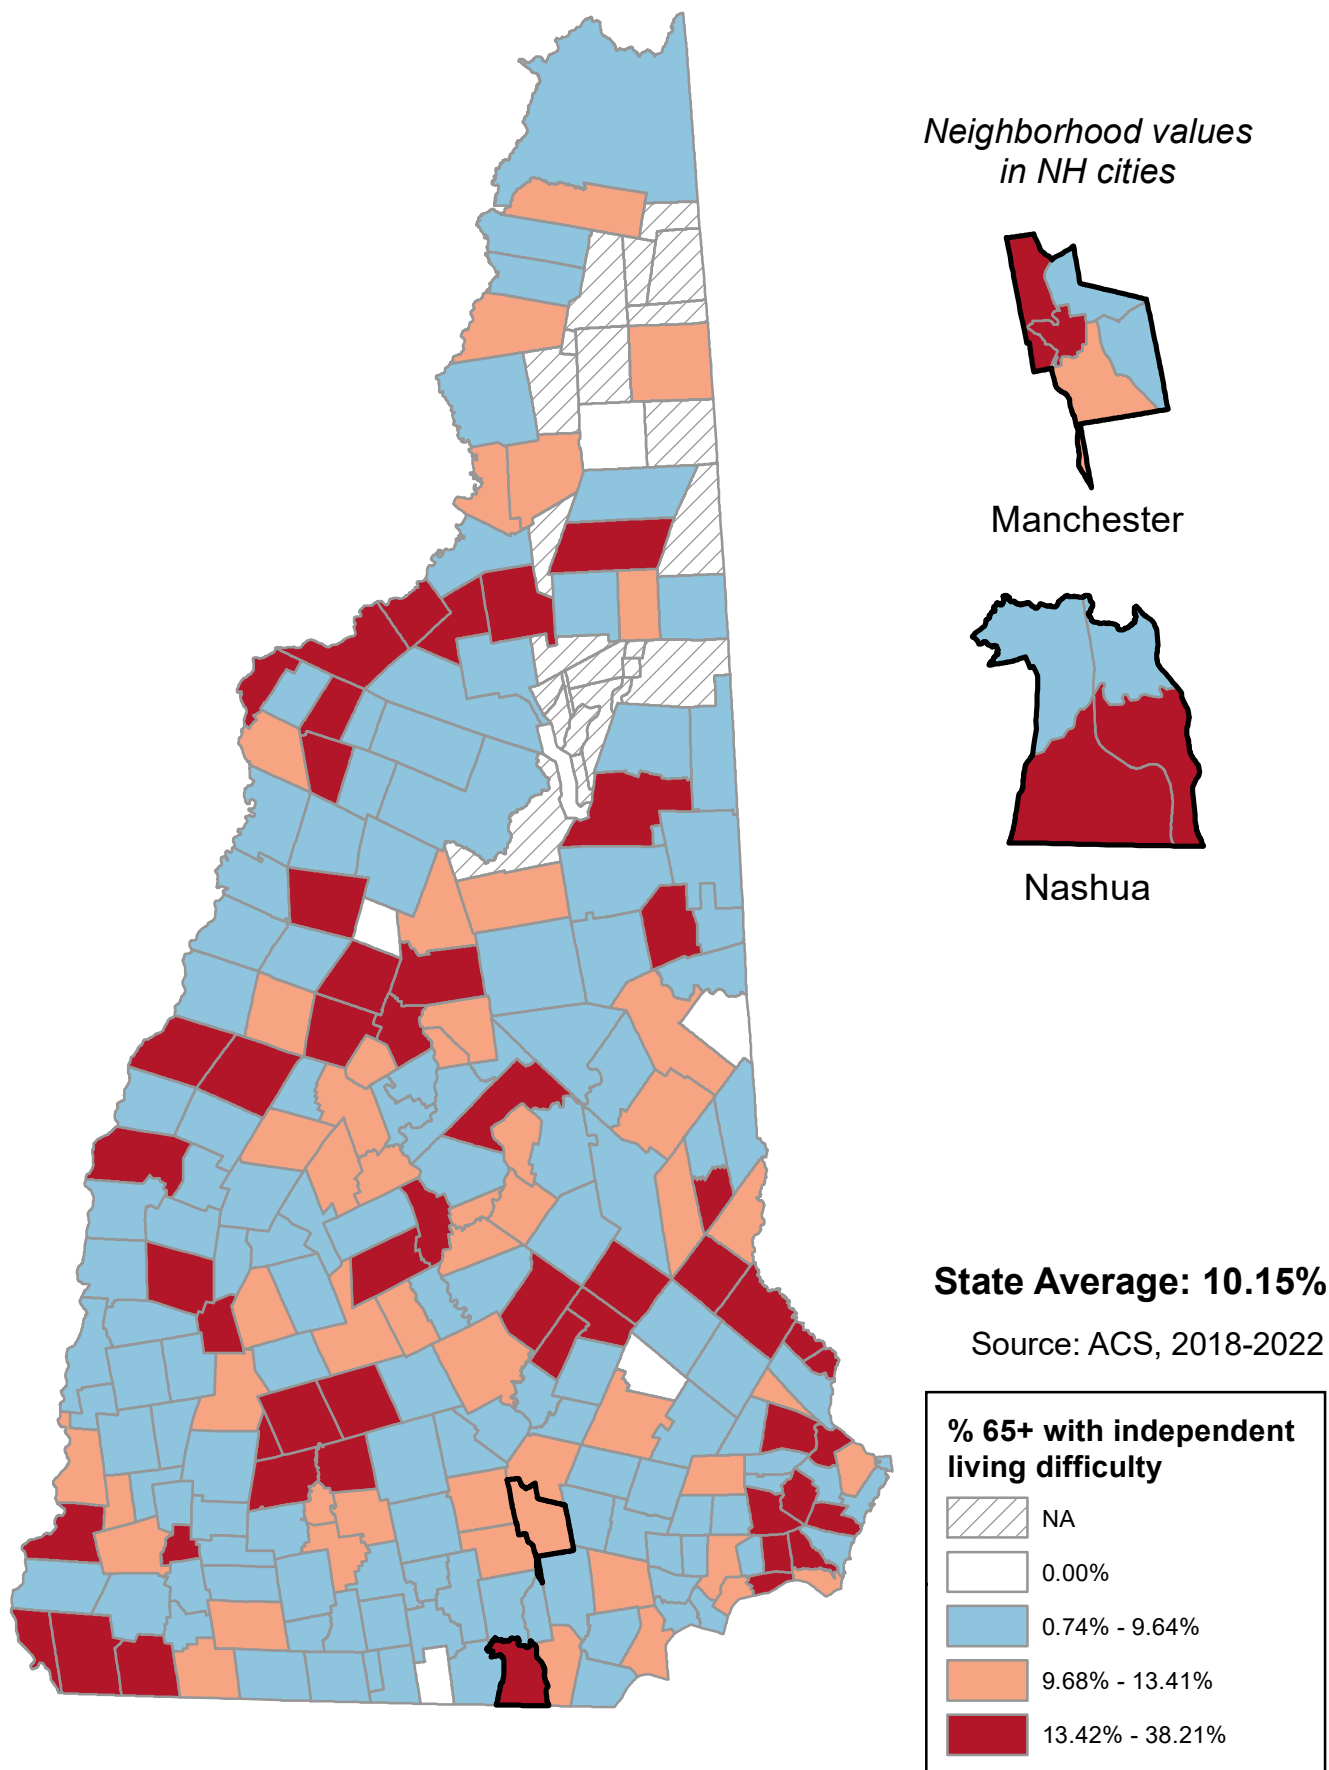 Neighborhood values
in NH cities
Manchester
Nashua
State Average: 10.15%
Source: ACS, 2018-2022
% 65+ with independent
living difficulty
NA
0.00%
0.74% - 9.64%
9.68% - 13.41%
13.42% - 38.21%